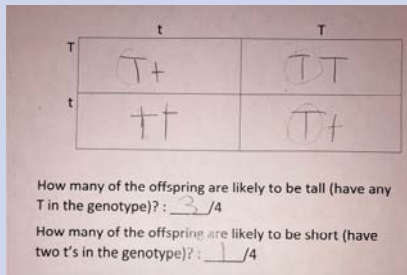 t T
T Tt TT
t tt Tt
How many of the offspring are likely to be tall (have any
T in the genotype)? : 3/4
How many of the offspring are likely to be short (have
two t's in the genotype)? : 1/4